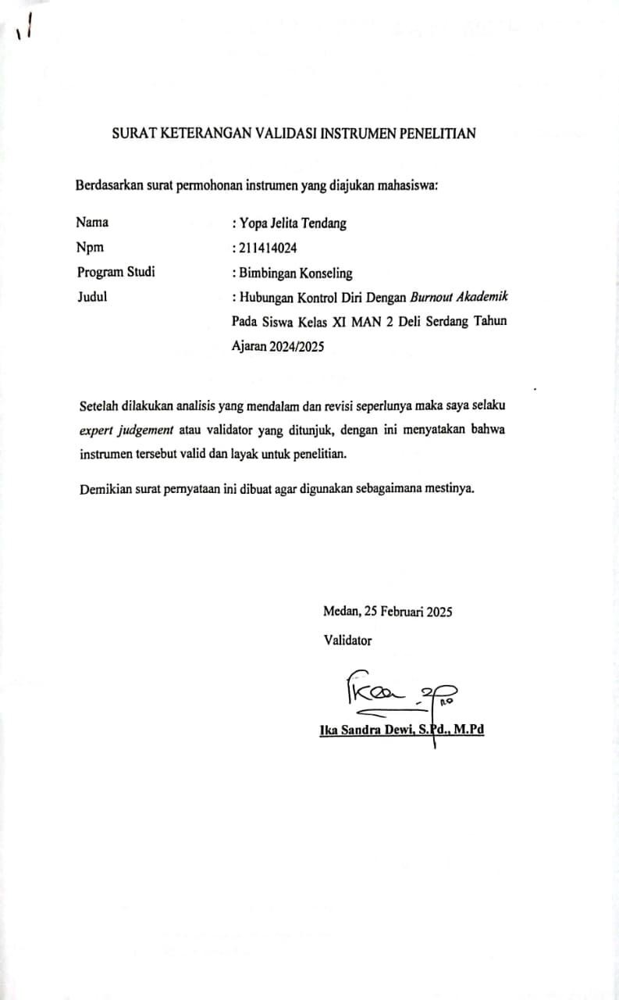 SURAT KETERANGAN VALIDASI INSTRUMEN PENELITIAN
Berdasarkan surat permohonan instrumen yang diajukan mahasiswa:
Nama : Yopa Jelita Tendang
Npm : 211414024
Program Studi : Bimbingan Konseling
Judul : Hubungan Kontrol Diri Dengan Burnout Akademik
Pada Siswa Kelas XI MAN 2 Deli Serdang Tahun
Ajaran 2024/2025
Setelah dilakukan analisis yang mendalam dan revisi seperlunya maka saya selaku
expert judgement atau validator yang ditunjuk, dengan ini menyatakan bahwa
instrumen tersebut valid dan layak untuk penelitian.
Demikian surat pernyataan ini dibuat agar digunakan sebagaimana mestinya.
Medan, 25 Februari 2025
Validator
Ika Sandra Dewi, S.Pd., M.Pd